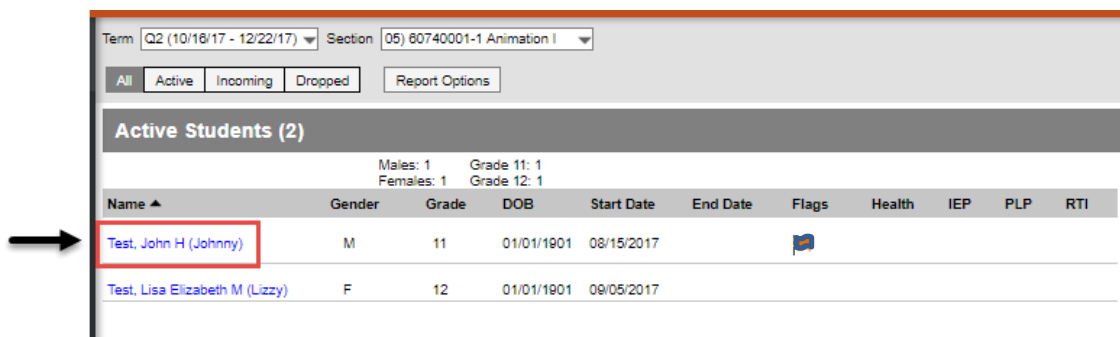 Term Q2 (10/16/17 - 12/22/17) Section 05) 60740001-1 Animation I
All Active Incoming Dropped Report Options
Active Students (2)
Males: 1 Grade 11: 1
Females: 1 Grade 12: 1
Name Gender Grade DOB Start Date End Date Flags Health IEP PLP RTI
Test, John H (Johnny) M 11 01/01/1901 08/15/2017
Test, Lisa Elizabeth M (Lizzy) F 12 01/01/1901 09/05/2017